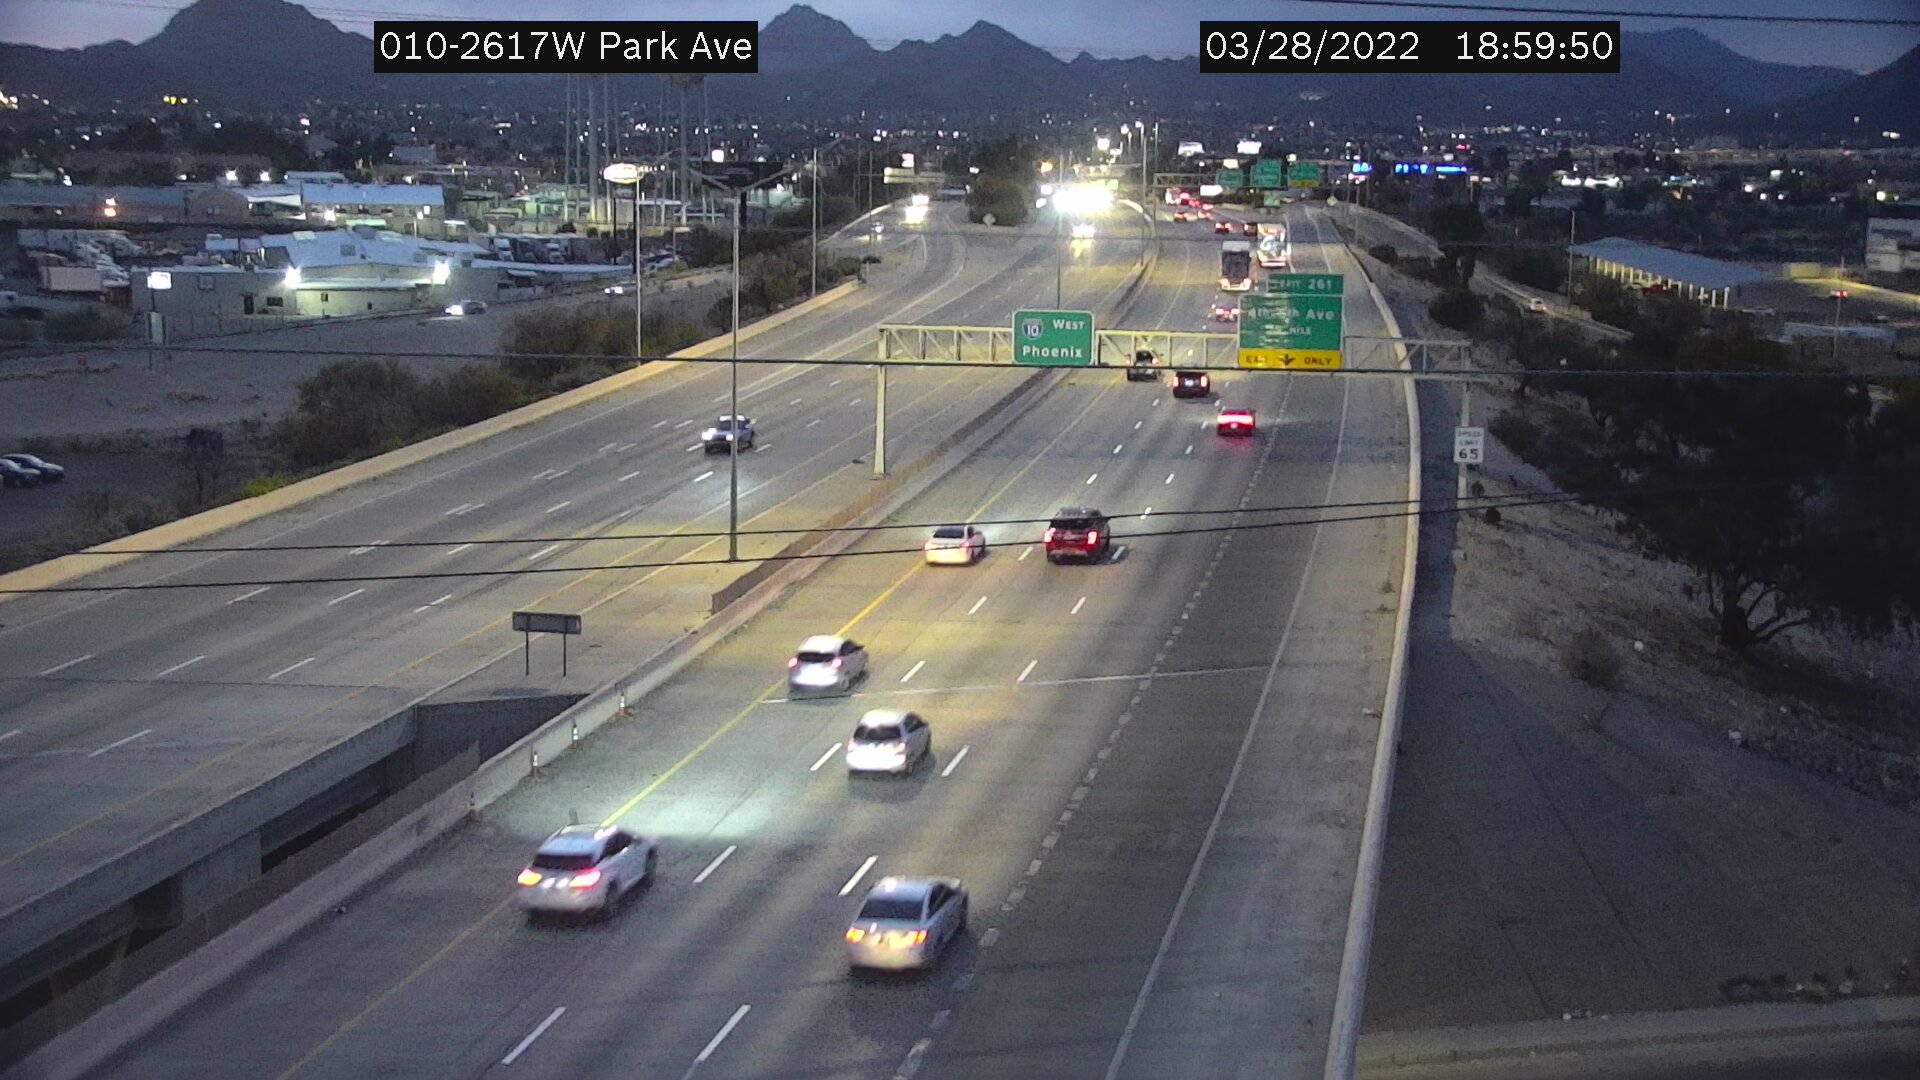 010-2617W Park Ave
03/28/2022 18:59:50
EXIT 261
10 WEST
Phoenix
Ave
MILE
ONLY
SPEED
LIMIT
65